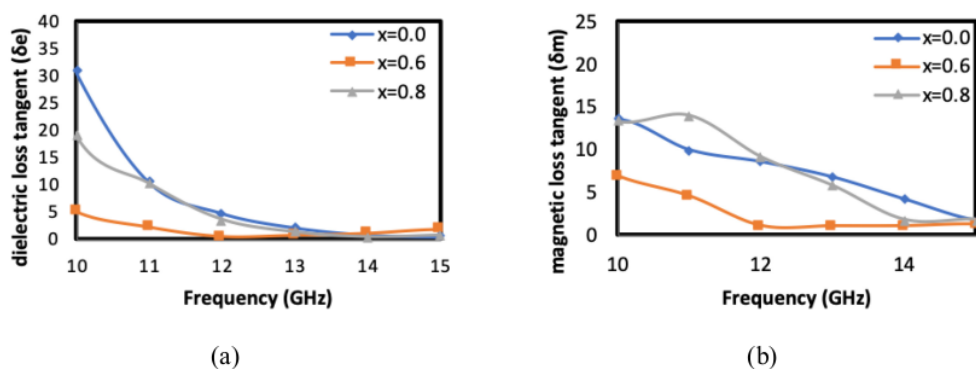 dielectric loss tangent (δe)
40
35
30
25
20
15
10
5
0
x=0.0
x=0.6
x=0.8
10 11 12 13 14 15
Frequency (GHz)
(a)
magnetic loss tangent (δm)
25
20
15
10
5
0
x=0.0
x=0.6
x=0.8
10 12 14
Frequency (GHz)
(b)